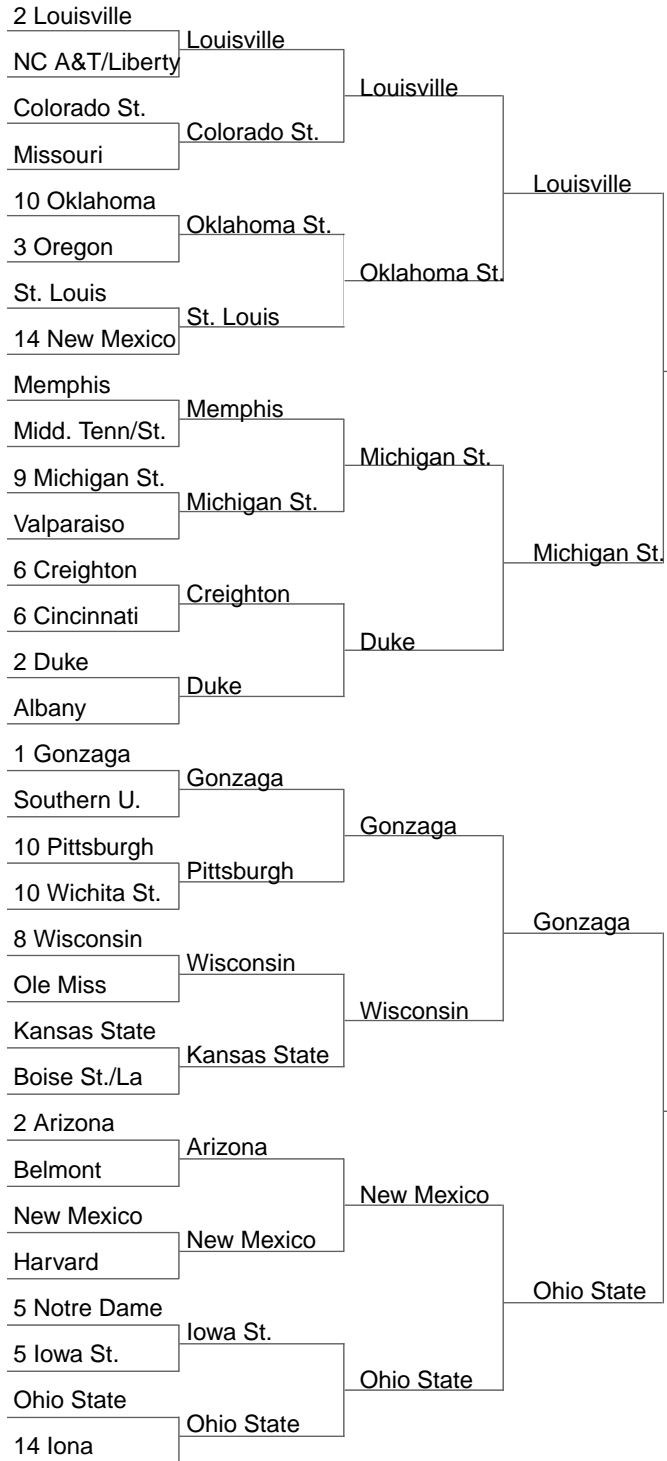 2 Louisville
NC A&T/Liberty
Colorado St.
Missouri
10 Oklahoma
3 Oregon
St. Louis
14 New Mexico
Memphis
Midd. Tenn/St.
9 Michigan St.
Valparaiso
6 Creighton
6 Cincinnati
2 Duke
Albany
1 Gonzaga
Southern U.
10 Pittsburgh
10 Wichita St.
8 Wisconsin
Ole Miss
Kansas State
Boise St./La
2 Arizona
Belmont
New Mexico
Harvard
5 Notre Dame
5 Iowa St.
Ohio State
14 Iona
Louisville
Colorado St.
Oklahoma St.
St. Louis
Memphis
Michigan St.
Creighton
Duke
Gonzaga
Pittsburgh
Wisconsin
Kansas State
Arizona
New Mexico
Iowa St.
Ohio State
Louisville
Oklahoma St.
Michigan St.
Duke
Gonzaga
Wisconsin
New Mexico
Ohio State
Louisville
Michigan St.
Gonzaga
Ohio State